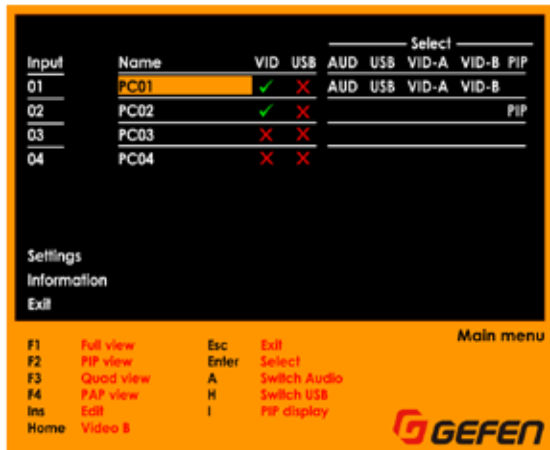 Select
Input Name VID USB AUD USB VID-A VID-B PIP
01 PC01 AUD USB VID-A VID-B
02 PC02 PIP
03 PC03
04 PC04
Settings
Information
Exit
Main menu
F1 Full view Esc Exit
F2 PIP view Enter Select
F3 Quad view A Switch Audio
F4 PAP view H Switch USB
Ins Edit I PIP display
Home Video B
GEFEN